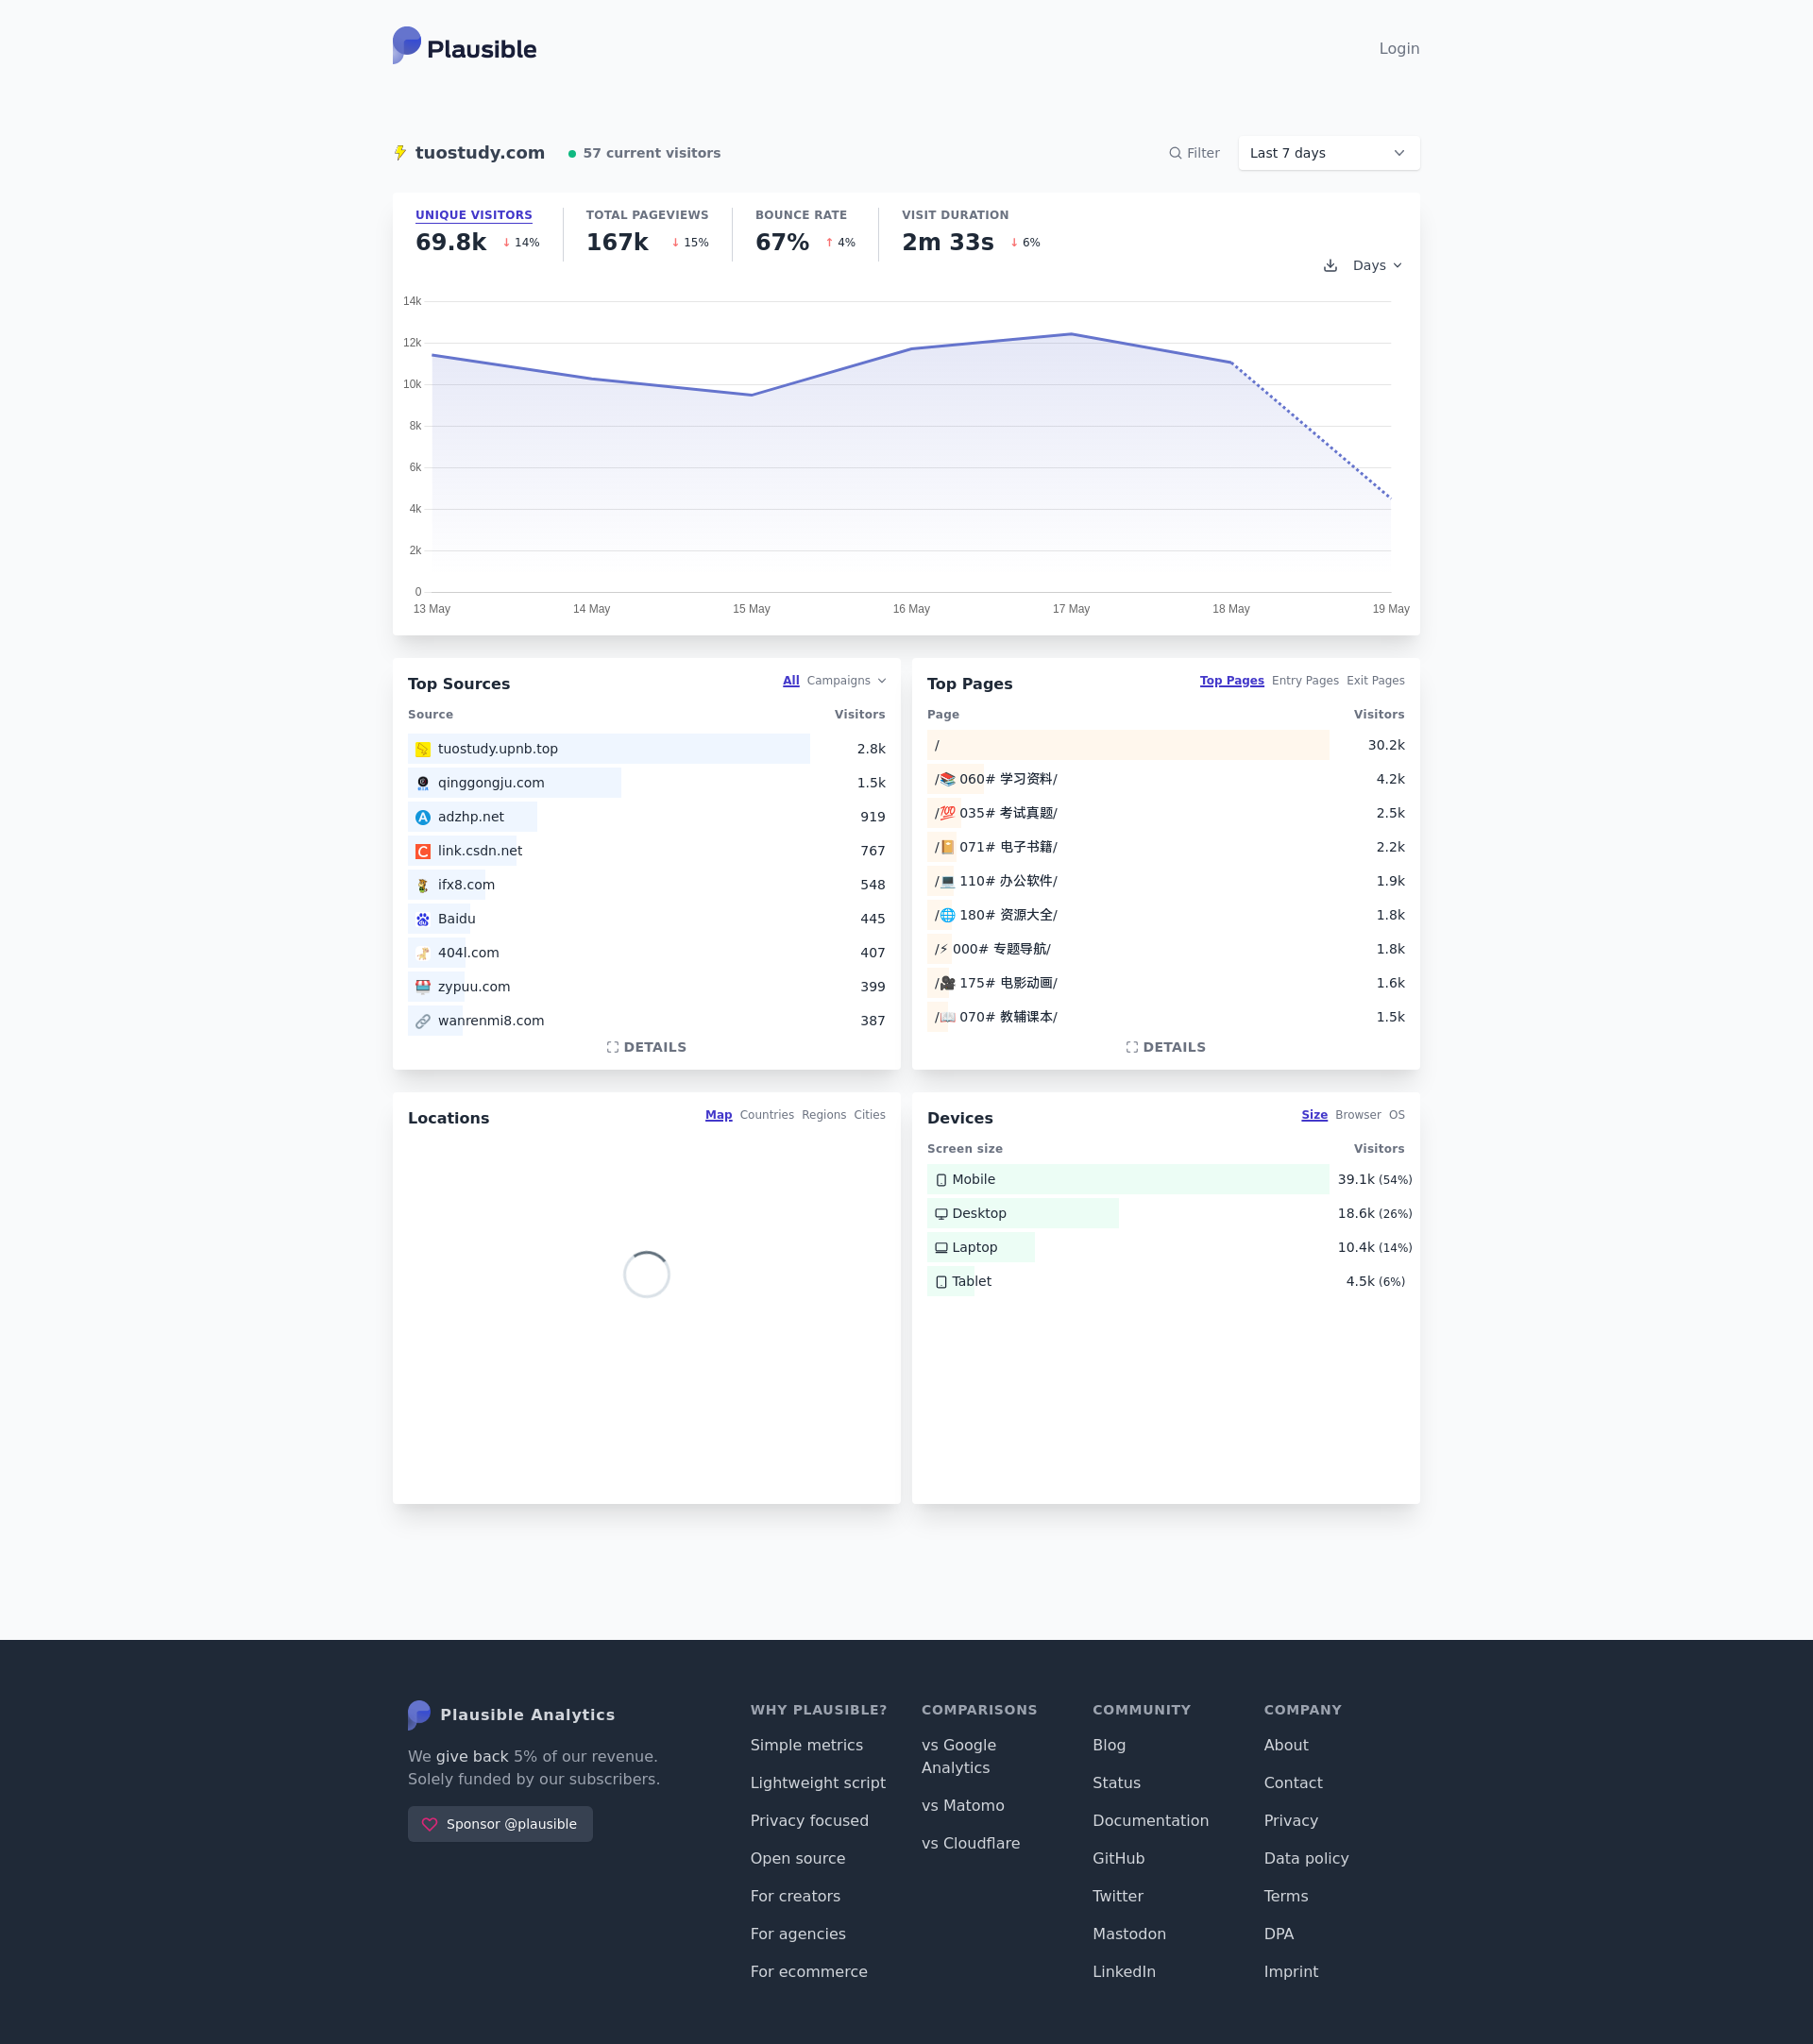 Plausible
Login
tuostudy.com
57 current visitors
Filter
Last 7 days
UNIQUE VISITORS
69.8k ↓ 14%
TOTAL PAGEVIEWS
167k ↓ 15%
BOUNCE RATE
67% ↑ 4%
VISIT DURATION
2m 33s ↓ 6%
Days
14k
12k
10k
8k
6k
4k
2k
0
13 May 14 May 15 May 16 May 17 May 18 May 19 May
Top Sources
All Campaigns
Source Visitors
tuostudy.upnb.top 2.8k
qinggongju.com 1.5k
adzhp.net 919
link.csdn.net 767
ifx8.com 548
Baidu 445
404l.com 407
zypuu.com 399
wanrenmi8.com 387
DETAILS
Top Pages
Top Pages Entry Pages Exit Pages
Page Visitors
/ 30.2k
/📚 060# 学习资料/ 4.2k
/💯 035# 考试真题/ 2.5k
/📔 071# 电子书籍/ 2.2k
/💻 110# 办公软件/ 1.9k
/🌐 180# 资源大全/ 1.8k
/⚡ 000# 专题导航/ 1.8k
/🎥 175# 电影动画/ 1.6k
/📖 070# 教辅课本/ 1.5k
DETAILS
Locations
Map Countries Regions Cities
Devices
Size Browser OS
Screen size Visitors
Mobile 39.1k (54%)
Desktop 18.6k (26%)
Laptop 10.4k (14%)
Tablet 4.5k (6%)
Plausible Analytics
We give back 5% of our revenue.
Solely funded by our subscribers.
Sponsor @plausible
WHY PLAUSIBLE?
Simple metrics
Lightweight script
Privacy focused
Open source
For creators
For agencies
For ecommerce
COMPARISONS
vs Google
Analytics
vs Matomo
vs Cloudflare
COMMUNITY
Blog
Status
Documentation
GitHub
Twitter
Mastodon
LinkedIn
COMPANY
About
Contact
Privacy
Data policy
Terms
DPA
Imprint